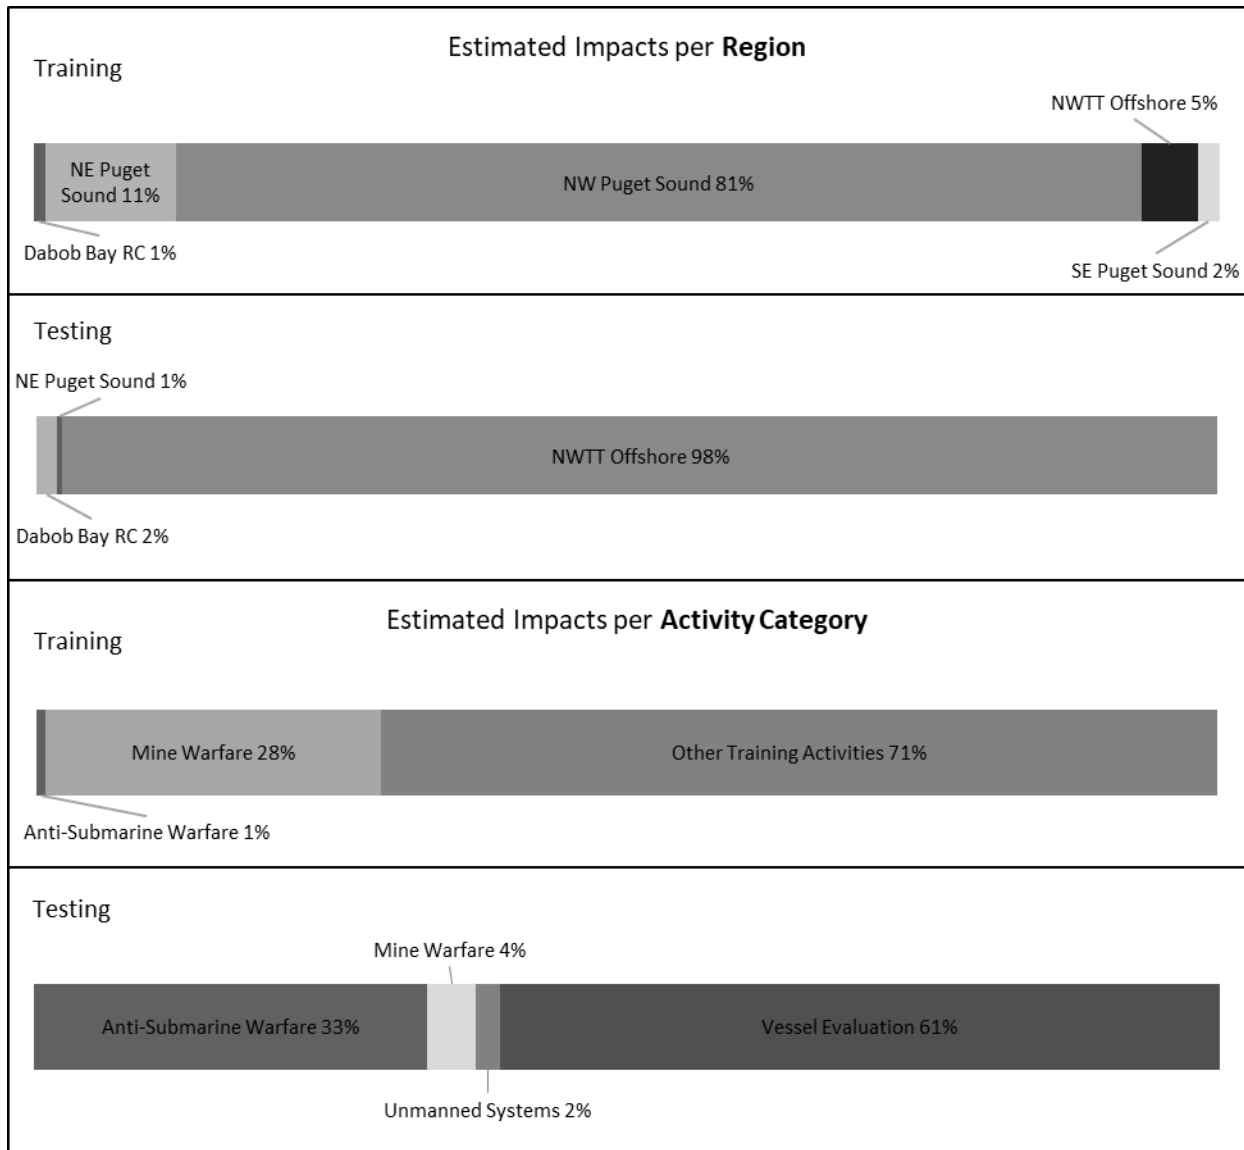 Estimated Impacts per Region
Training
NWTT Offshore 5%
NE Puget
Sound 11%
NW Puget Sound 81%
Dabob Bay RC 1%
SE Puget Sound 2%
Testing
NE Puget Sound 1%
NWTT Offshore 98%
Dabob Bay RC 2%
Estimated Impacts per Activity Category
Training
Mine Warfare 28%
Other Training Activities 71%
Anti-Submarine Warfare 1%
Testing
Mine Warfare 4%
Anti-Submarine Warfare 33%
Vessel Evaluation 61%
Unmanned Systems 2%